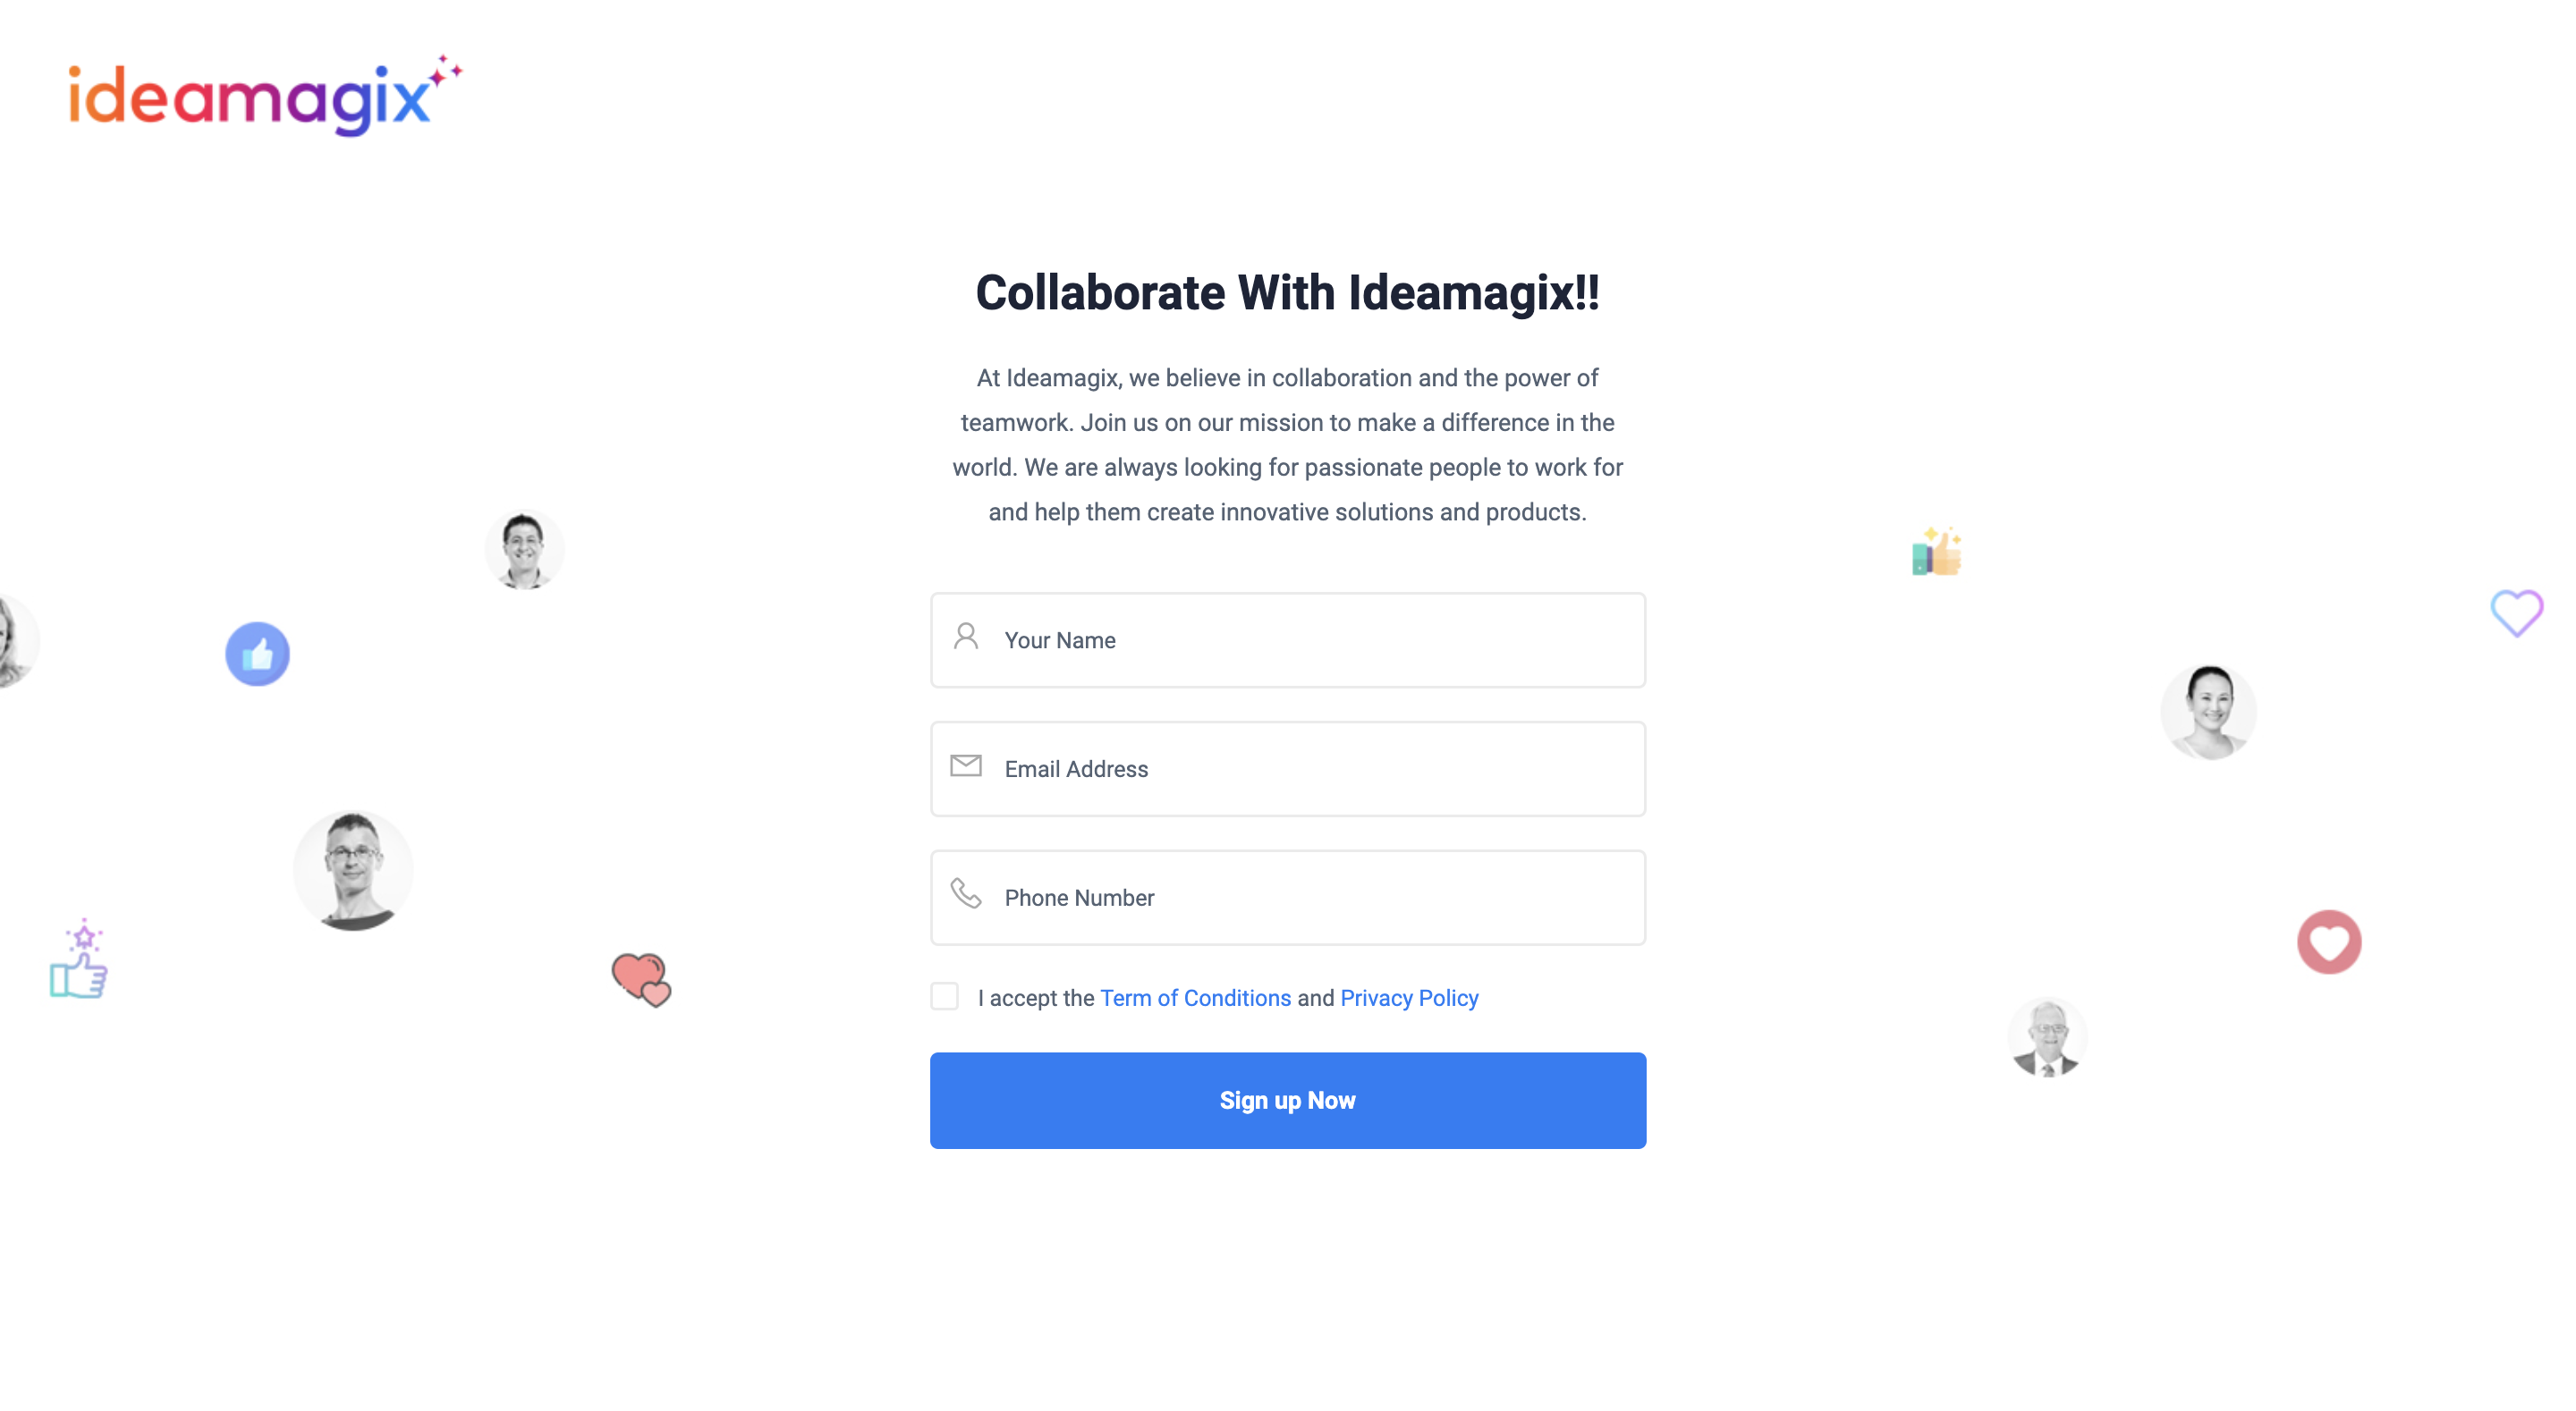 ideamagix
Collaborate With Ideamagix!!
At Ideamagix, we believe in collaboration and the power of
teamwork. Join us on our mission to make a difference in the
world. We are always looking for passionate people to work for
and help them create innovative solutions and products.
Your Name
Email Address
Phone Number
I accept the Term of Conditions and Privacy Policy
Sign up Now